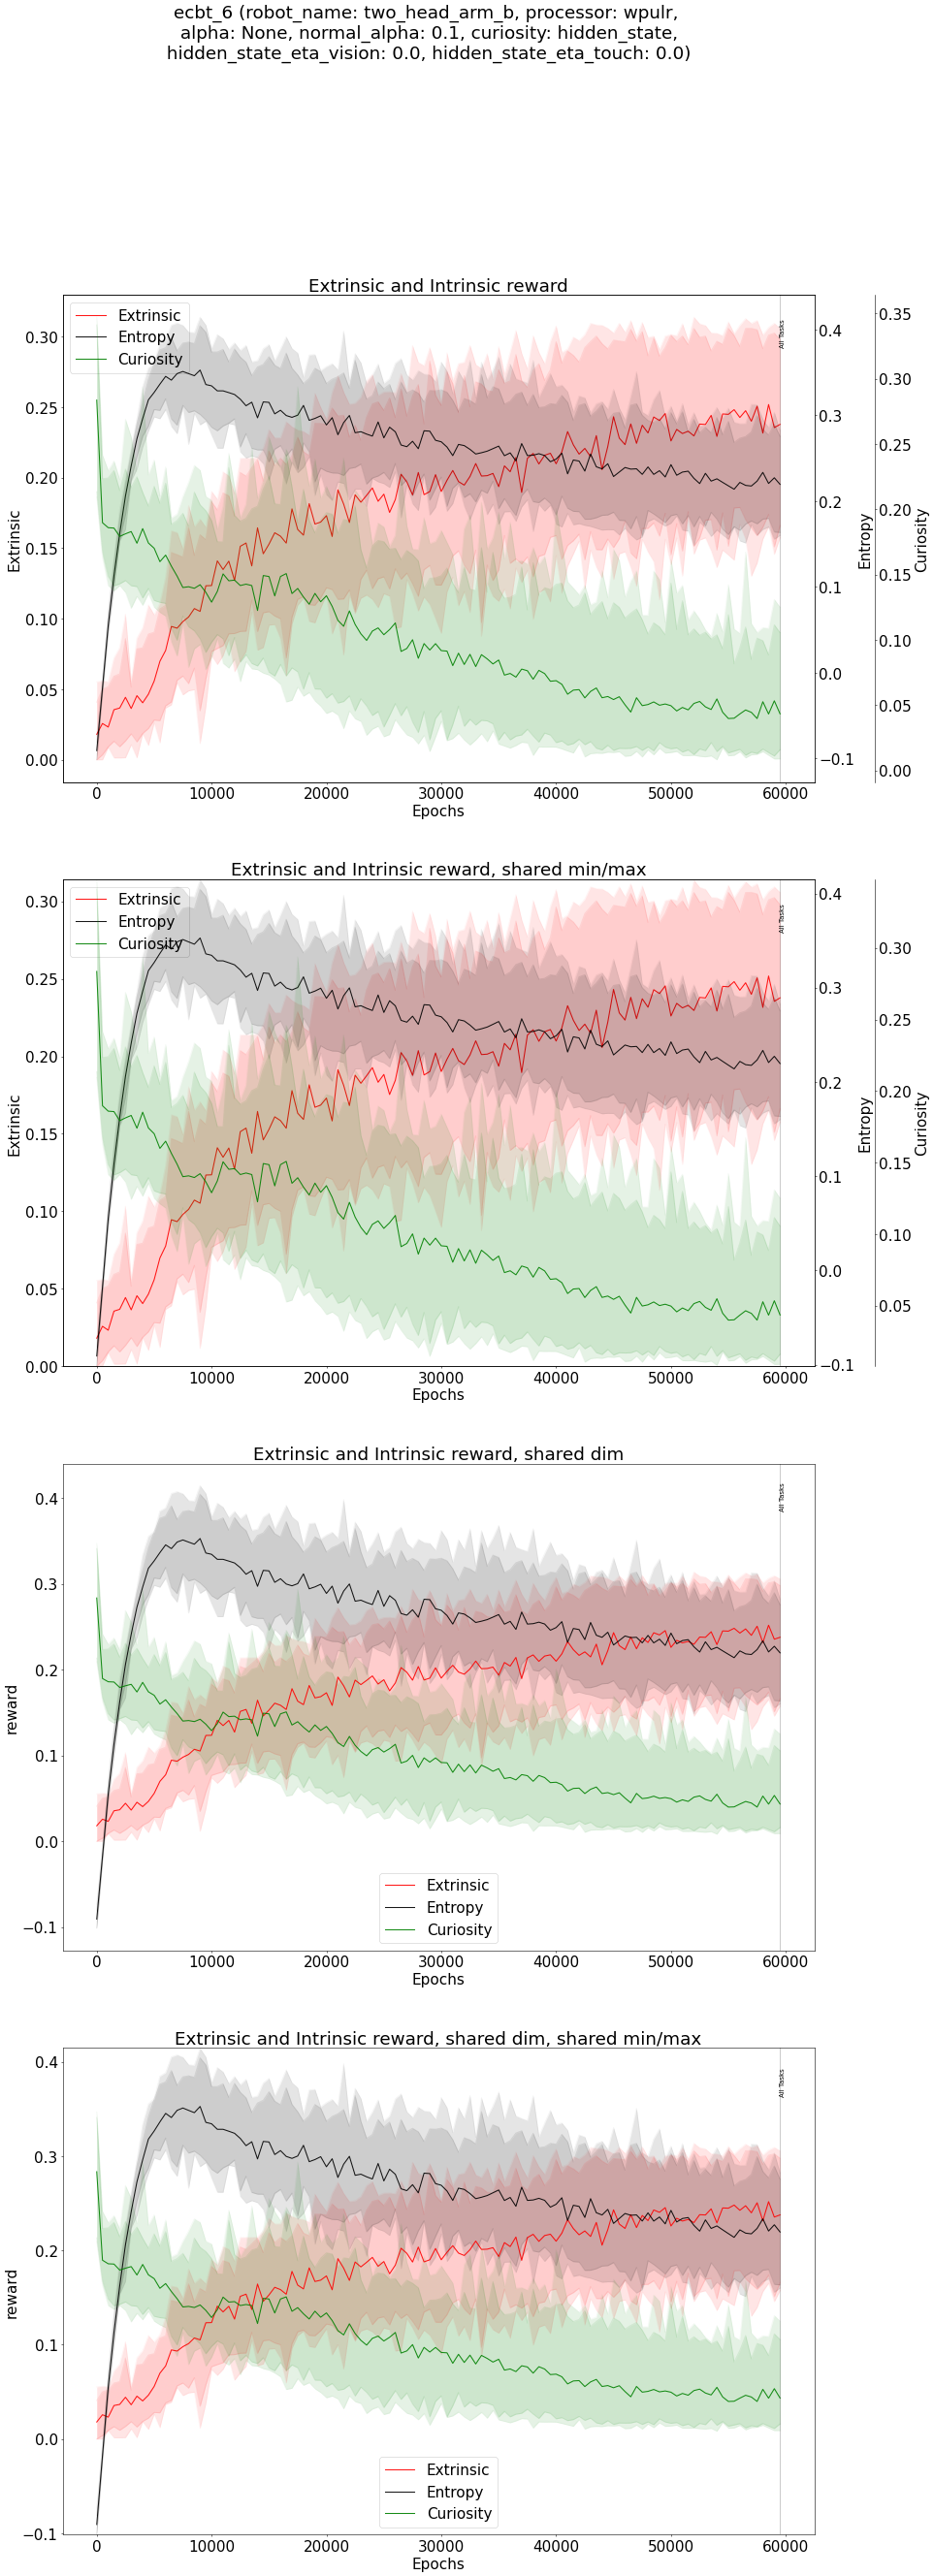 ecbt_6 (robot_name: two_head_arm_b, processor: wpulr,
alpha: None, normal_alpha: 0.1, curiosity: hidden_state,
hidden_state_eta_vision: 0.0, hidden_state_eta_touch: 0.0)
Extrinsic and Intrinsic reward
Extrinsic
Entropy
Curiosity
All Tasks
0.30
0.25
0.20
0.15
0.10
0.05
0.00
Extrinsic
0.4
0.3
0.2
0.1
0.0
−0.1
Entropy
0.35
0.30
0.25
0.20
0.15
0.10
0.05
0.00
Curiosity
0 10000 20000 30000 40000 50000 60000
Epochs
Extrinsic and Intrinsic reward, shared min/max
Extrinsic
Entropy
Curiosity
All Tasks
0.30
0.25
0.20
0.15
0.10
0.05
0.00
Extrinsic
0.4
0.3
0.2
0.1
0.0
−0.1
Entropy
0.30
0.25
0.20
0.15
0.10
0.05
Curiosity
0 10000 20000 30000 40000 50000 60000
Epochs
Extrinsic and Intrinsic reward, shared dim
All Tasks
0.4
0.3
0.2
0.1
0.0
−0.1
reward
Extrinsic
Entropy
Curiosity
0 10000 20000 30000 40000 50000 60000
Epochs
Extrinsic and Intrinsic reward, shared dim, shared min/max
All Tasks
0.4
0.3
0.2
0.1
0.0
−0.1
reward
Extrinsic
Entropy
Curiosity
0 10000 20000 30000 40000 50000 60000
Epochs